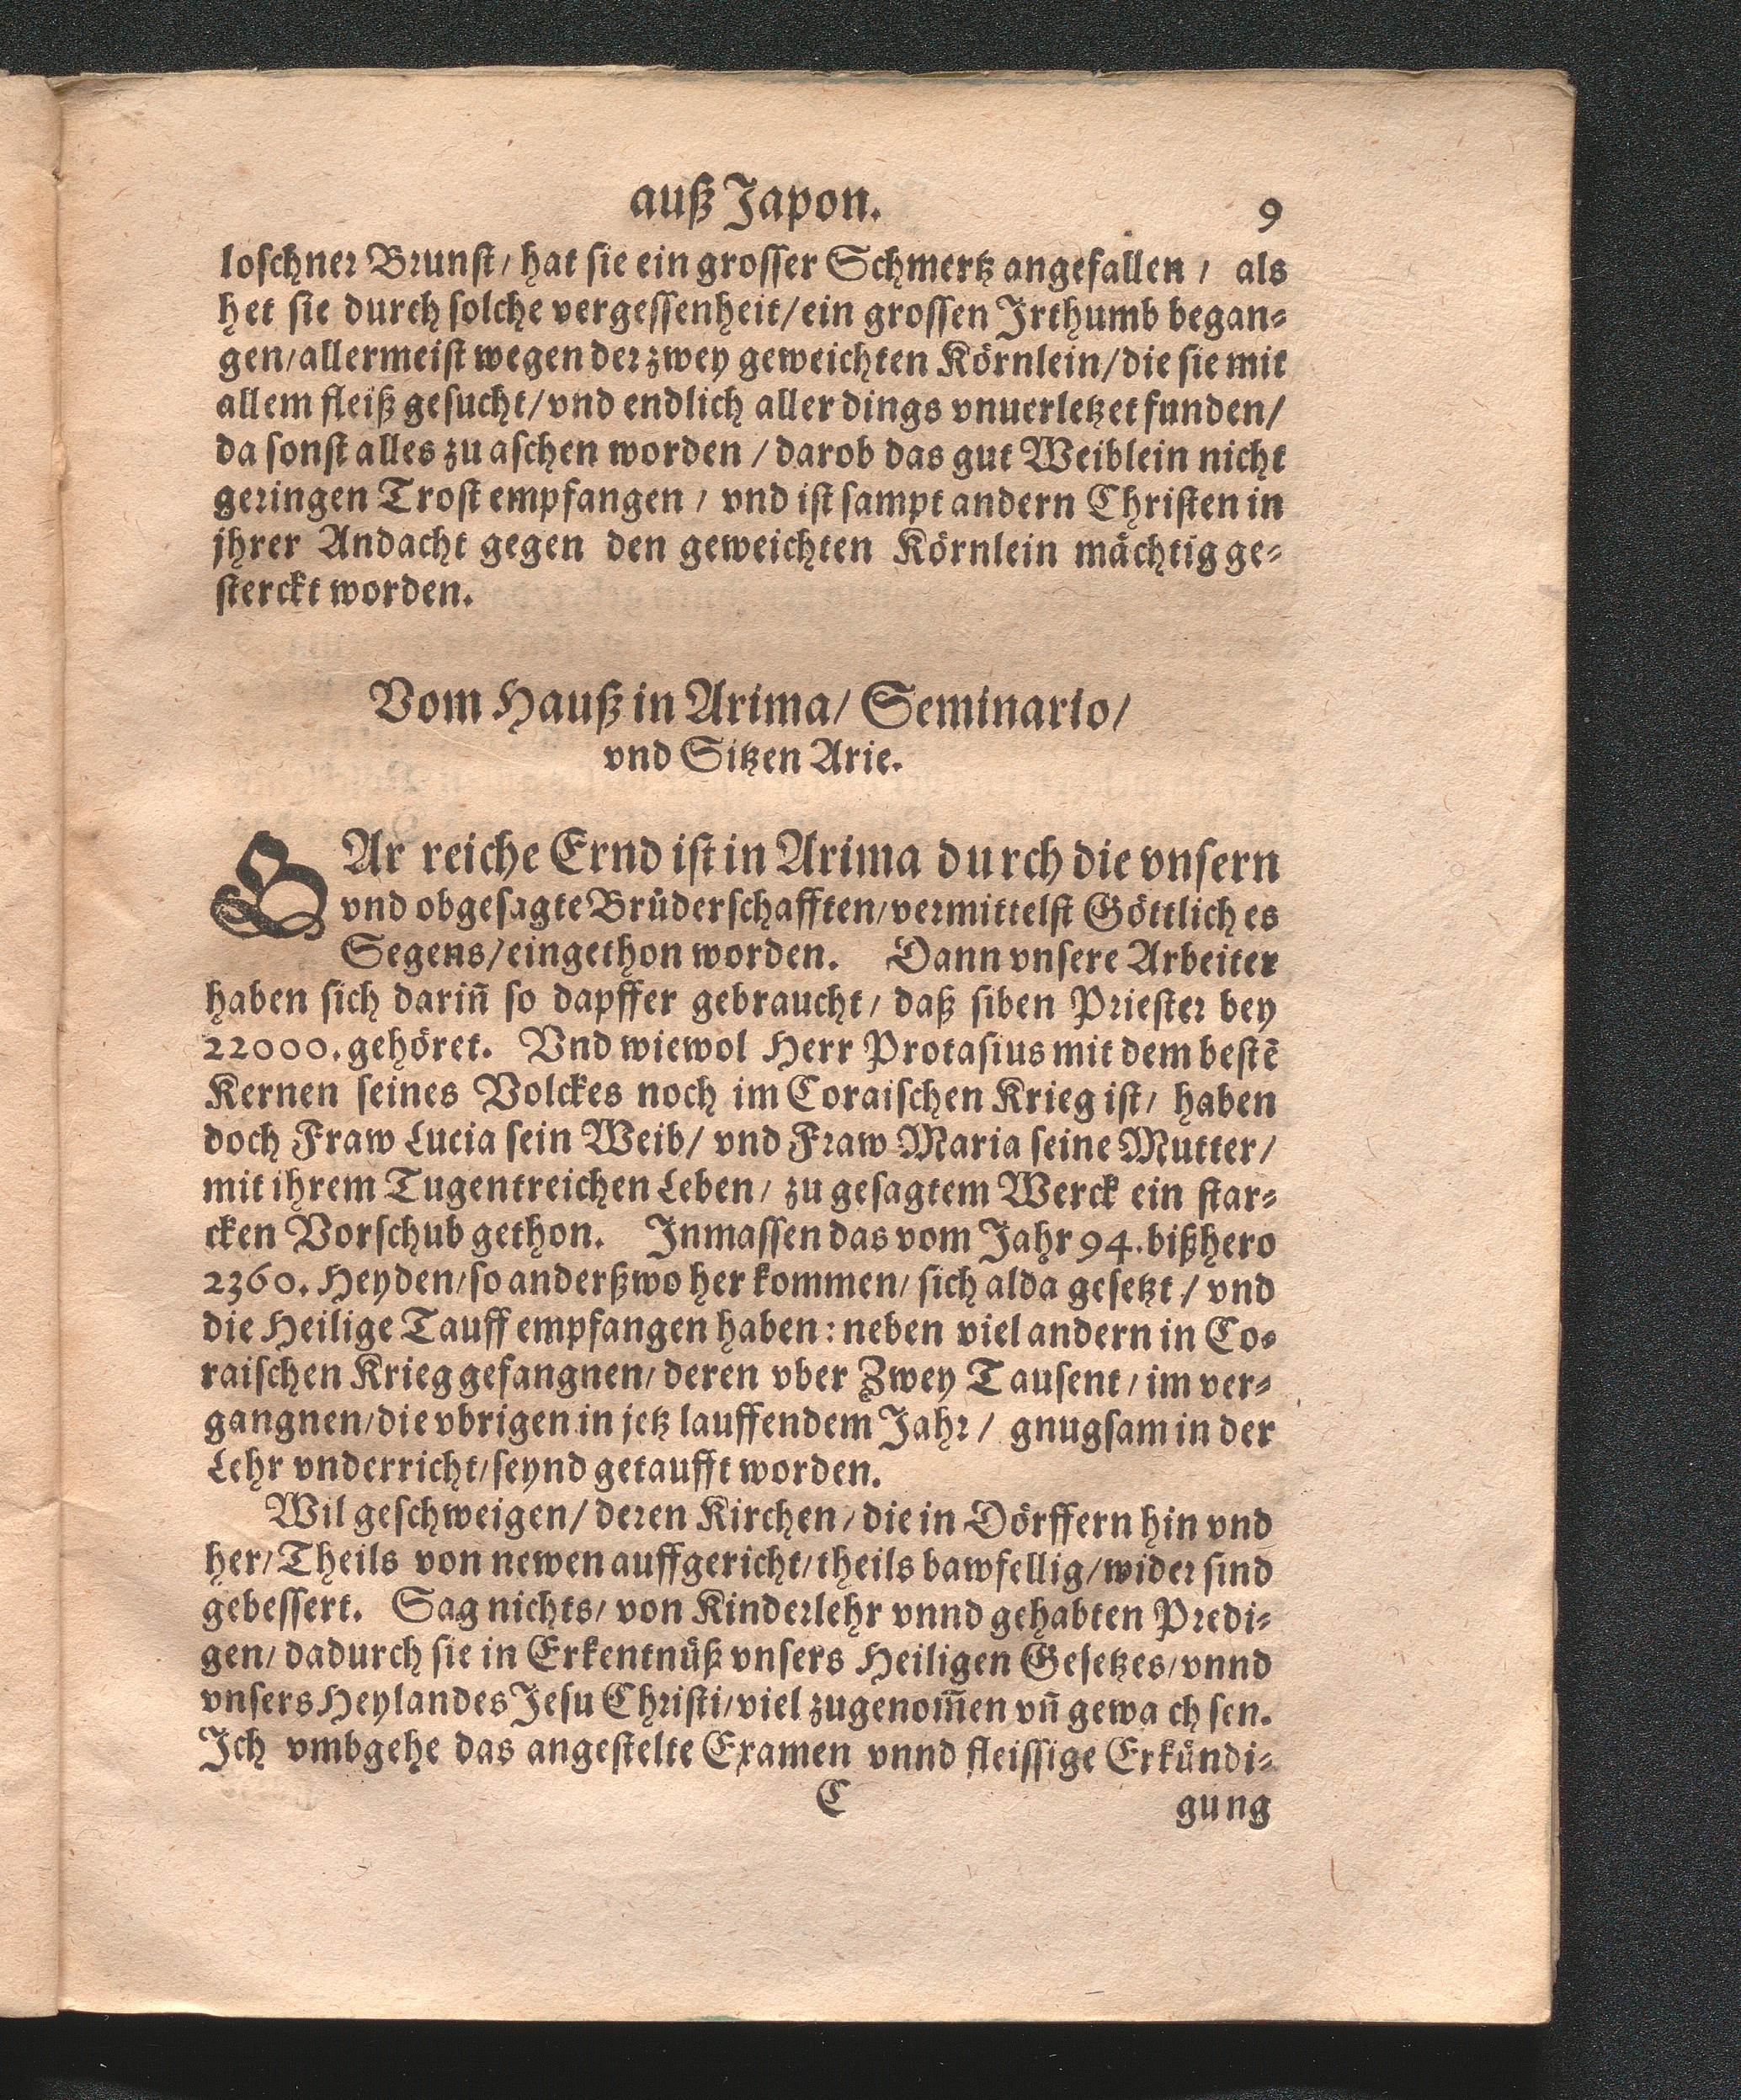 auß Japon. 9
loschner Brunst/ hat sie ein grosser Schmertz angefallen / als
het sie durch solche vergessenheit/ ein grossen Irthumb began-
gen/ allermeist wegen der zwey geweichten Körnlein/ die sie mit
allem fleiß gesucht/ vnd endlich aller dings vnuerletzet funden/
da sonst alles zu aschen worden / darob das gut Weiblein nicht
geringen Trost empfangen / vnd ist sampt andern Christen in
jhrer Andacht gegen den geweichten Körnlein mächtig ge-
sterckt worden.
Vom Hauß in Arima/ Seminario/
vnd Sitzen Arie.
GAr reiche Ernd ist in Arima durch die vnsern
vnd obgesagte Brüderschafften/ vermittelst Göttliches
Segens/ eingethon worden. Dann vnsere Arbeiter
haben sich dariñ so dapffer gebraucht/ daß siben Priester bey
22000. gehöret. Vnd wiewol Herr Protasius mit dem bestē
Kernen seines Volckes noch im Coraischen Krieg ist/ haben
doch Fraw Lucia sein Weib/ vnd Fraw Maria seine Mutter/
mit ihrem Tugentreichen Leben/ zu gesagtem Werck ein star-
cken Vorschub gethon. Inmassen das vom Jahr 94. bißhero
2360. Heyden/ so anderßwo her kommen/ sich alda gesetzt / vnd
die Heilige Tauff empfangen haben: neben viel andern in Co-
raischen Krieg gefangnen/ deren vber Zwey Tausent / im ver-
gangnen/ die vbrigen in jetz lauffendem Jahr / gnugsam in der
Lehr vnderricht/ seynd getaufft worden.
Wil geschweigen/ deren Kirchen / die in Dörffern hin vnd
her/ Theils von newen auffgericht/ theils bawfellig/ wider sind
gebessert. Sag nichts/ von Kinderlehr vnnd gehabten Predi-
gen/ dadurch sie in Erkentnüß vnsers Heiligen Gesetzes/ vnnd
vnsers Heylandes Jesu Christi/ viel zugenom̃en vñ gewachsen.
Ich vmbgehe das angestelte Examen vnnd fleissige Erkündi-
C gung